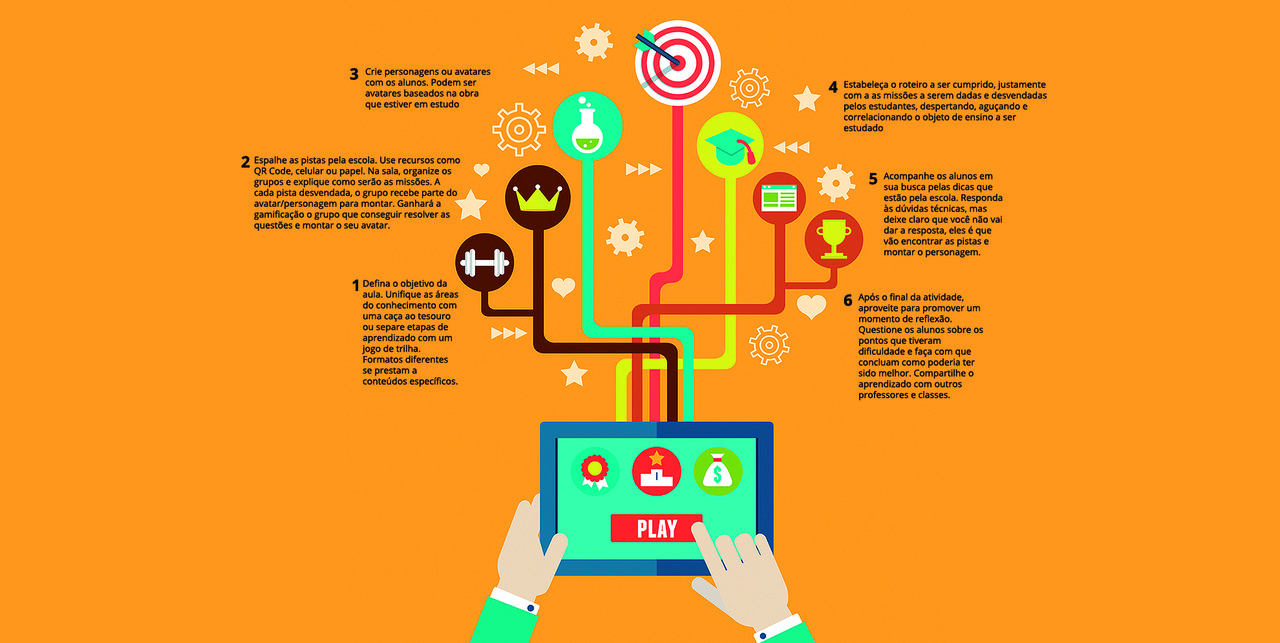 1 Defina o objetivo da
aula. Unifique as áreas
do conhecimento com
uma caça ao tesouro
ou separe etapas de
aprendizado com um
jogo de trilha.
Formatos diferentes
se prestam a
conteúdos específicos.
2 Espalhe as pistas pela escola. Use recursos como
QR Code, celular ou papel. Na sala, organize os
grupos e explique como serão as missões. A
cada pista desvendada, o grupo recebe parte do
avatar/personagem para montar. Ganhará a
gamificação o grupo que conseguir resolver as
questões e montar o seu avatar.
3 Crie personagens ou avatares
com os alunos. Podem ser
avatares baseados na obra
que estiver em estudo
4 Estabeleça o roteiro a ser cumprido, justamente
com a as missões a serem dadas e desvendadas
pelos estudantes, despertando, aguçando e
correlacionando o objeto de ensino a ser
estudado
5 Acompanhe os alunos em
sua busca pelas dicas que
estão pela escola. Responda
às dúvidas técnicas, mas
deixe claro que você não vai
dar a resposta, eles é que
vão encontrar as pistas e
montar o personagem.
6 Após o final da atividade,
aproveite para promover um
momento de reflexão.
Questione os alunos sobre os
pontos que tiveram
dificuldade e faça com que
concluam como poderia ter
sido melhor. Compartilhe o
aprendizado com outros
professores e classes.
1
$
PLAY